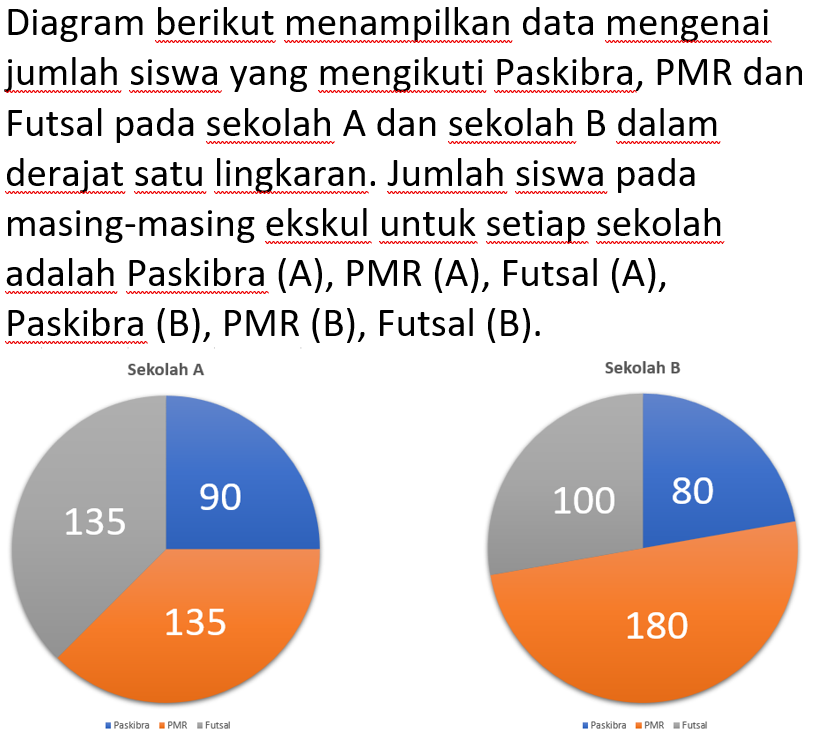 Diagram berikut menampilkan data mengenai
jumlah siswa yang mengikuti Paskibra, PMR dan
Futsal pada sekolah A dan sekolah B dalam
derajat satu lingkaran. Jumlah siswa pada
masing-masing ekskul untuk setiap sekolah
adalah Paskibra (A), PMR (A), Futsal (A),
Paskibra (B), PMR (B), Futsal (B).
Sekolah A
90
135
135
Paskibra PMR Futsal
Sekolah B
80
100
180
Paskibra PMR Futsal